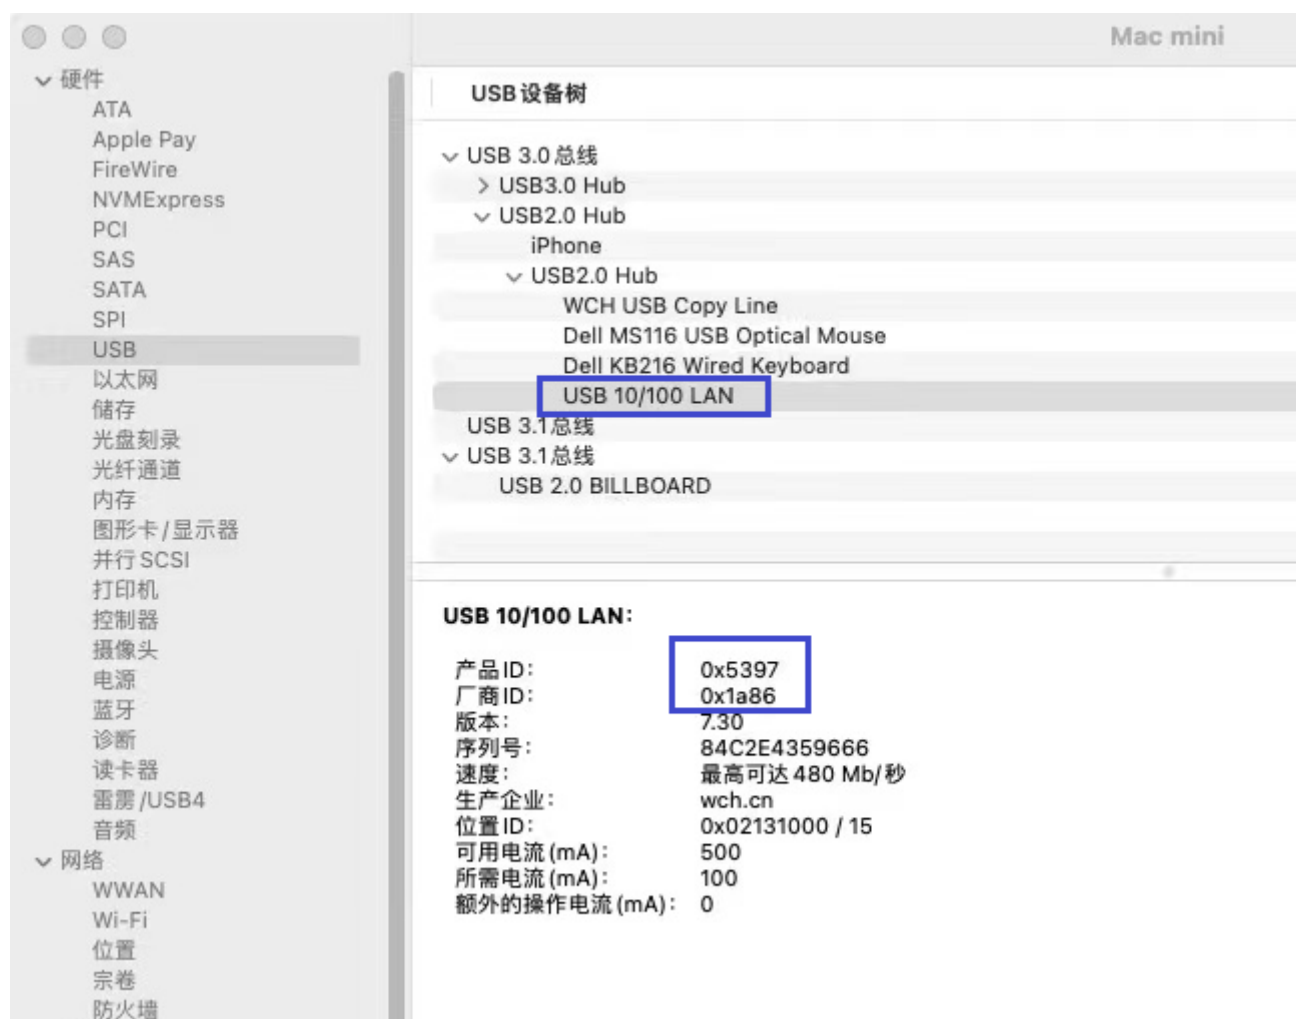 Mac mini
硬件
ATA
Apple Pay
FireWire
NVMExpress
PCI
SAS
SATA
SPI
USB
以太网
储存
光盘刻录
光纤通道
内存
图形卡/显示器
并行SCSI
打印机
控制器
摄像头
电源
蓝牙
诊断
读卡器
雷雳/USB4
音频
网络
WWAN
Wi-Fi
位置
宗卷
防火墙
USB设备树
USB 3.0总线
USB3.0 Hub
USB2.0 Hub
iPhone
USB2.0 Hub
WCH USB Copy Line
Dell MS116 USB Optical Mouse
Dell KB216 Wired Keyboard
USB 10/100 LAN
USB 3.1总线
USB 3.1总线
USB 2.0 BILLBOARD
USB 10/100 LAN：
产品ID： 0x5397
厂商ID： 0x1a86
版本： 7.30
序列号： 84C2E4359666
速度： 最高可达480 Mb/秒
生产企业： wch.cn
位置ID： 0x02131000 / 15
可用电流(mA)： 500
所需电流(mA)： 100
额外的操作电流(mA)： 0